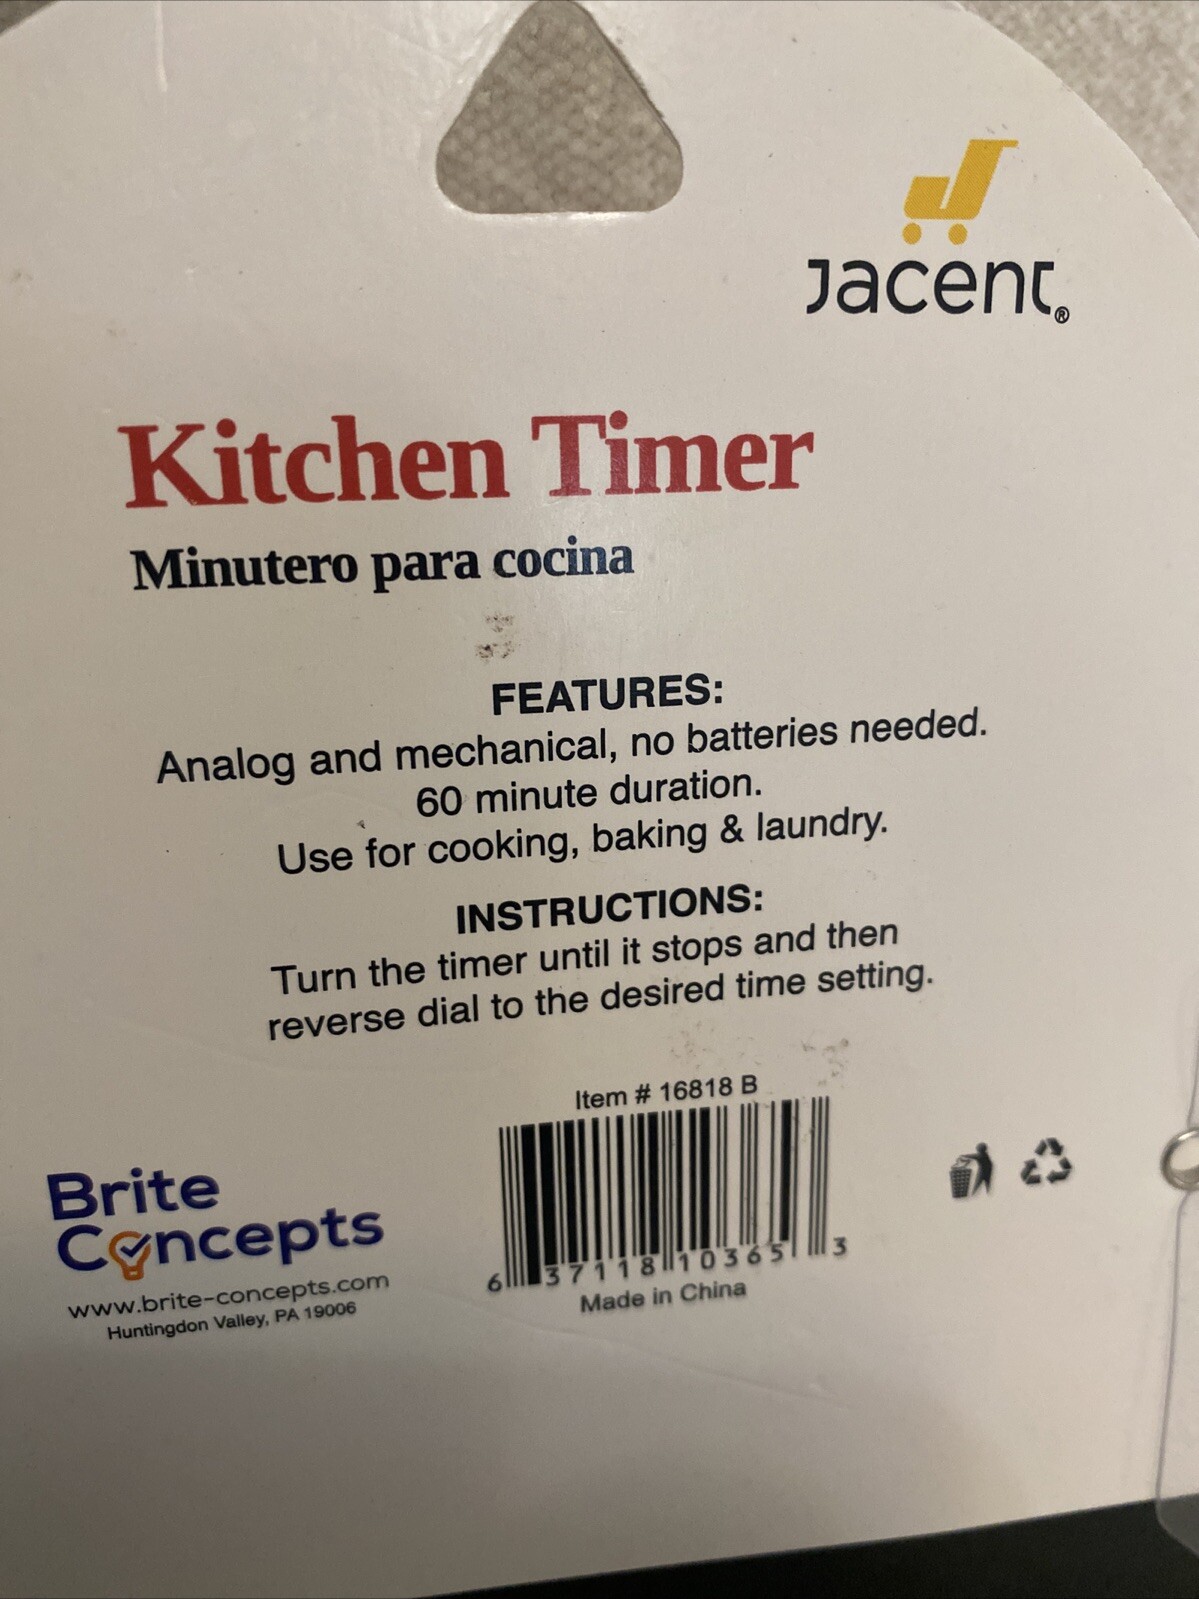 Jacent®
Kitchen Timer
Minutero para cocina
FEATURES:
Analog and mechanical, no batteries needed.
60 minute duration.
Use for cooking, baking & laundry.
INSTRUCTIONS:
Turn the timer until it stops and then
reverse dial to the desired time setting.
Item # 16818 B
6 37118 10365 3
Made in China
Brite
Concepts
www.brite-concepts.com
Huntingdon Valley, PA 19006